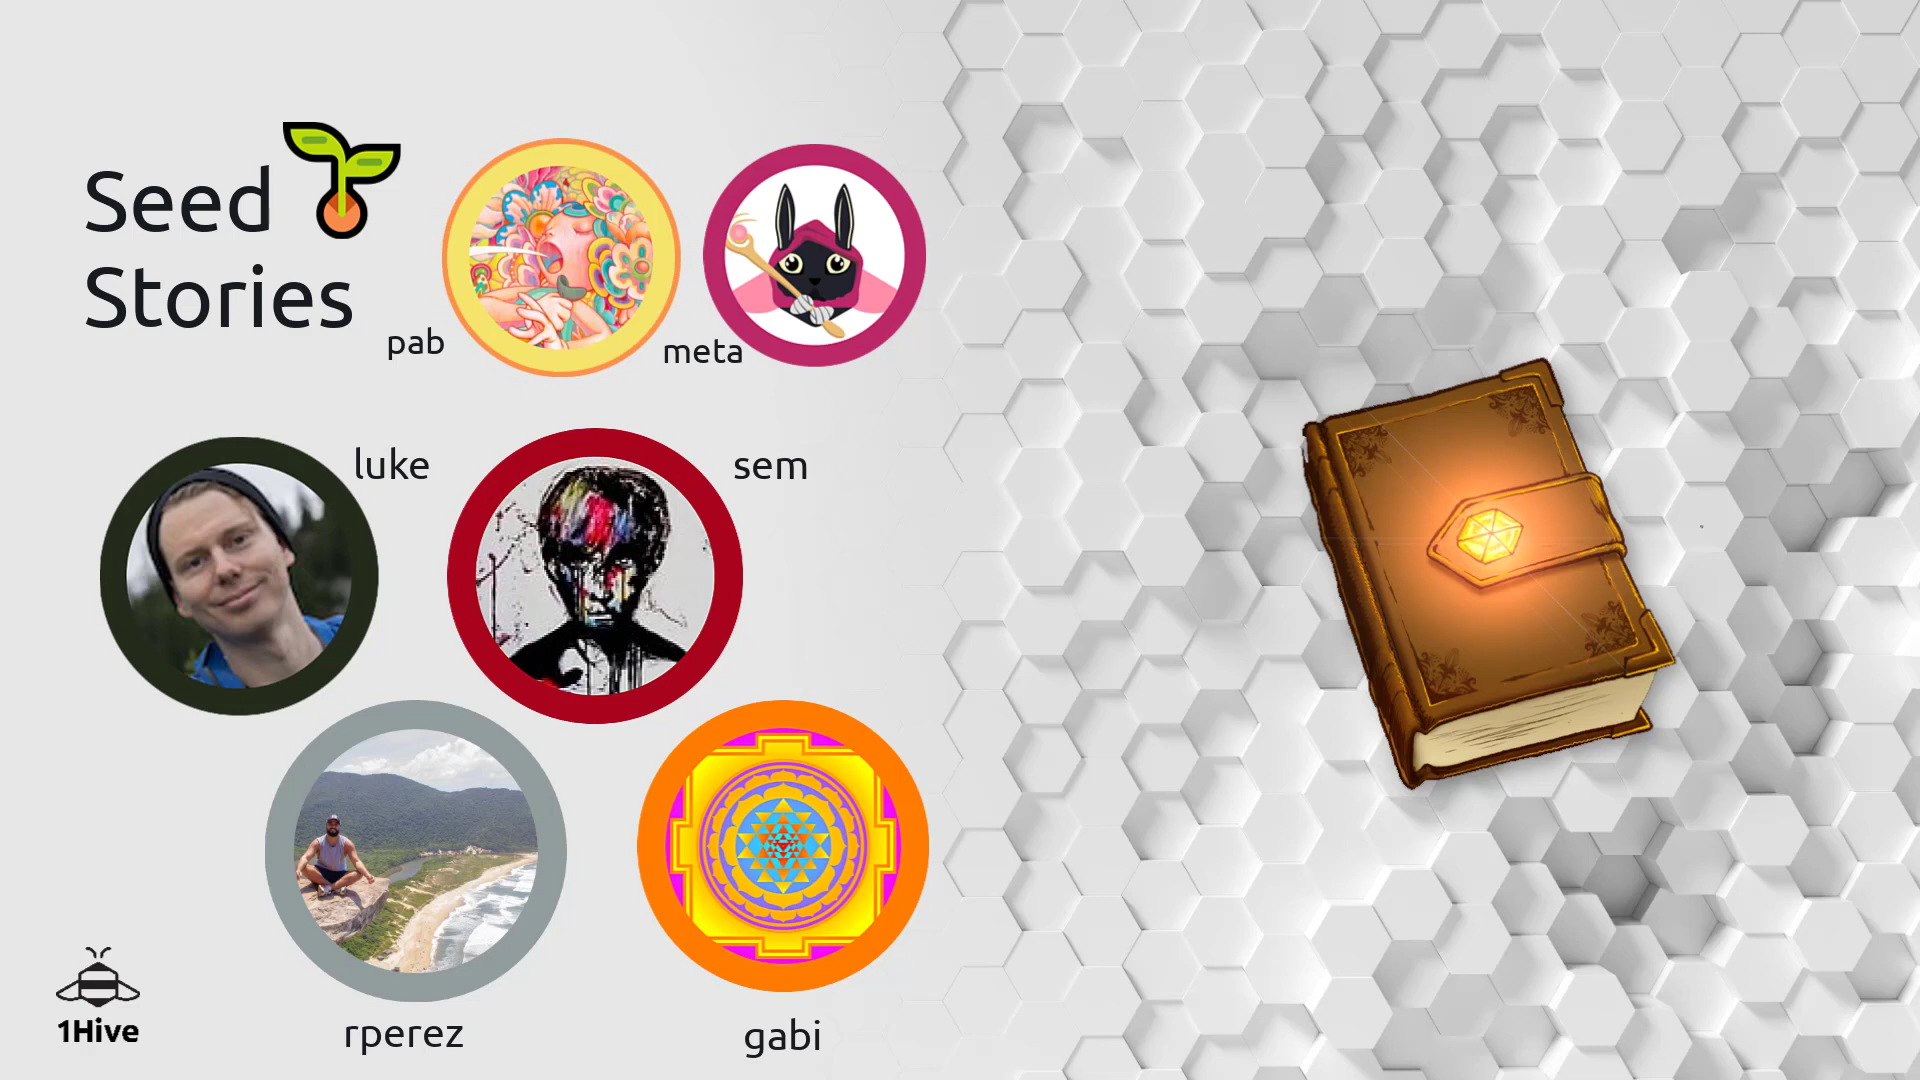 Seed
Stories
pab
meta
luke
sem
rperez
gabi
1Hive